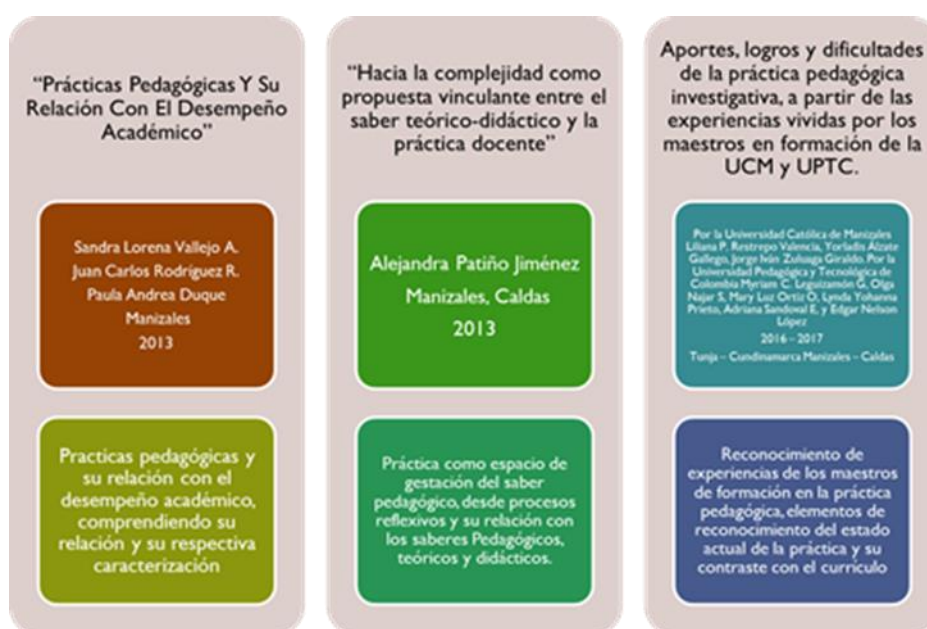 “Prácticas Pedagógicas Y Su
Relación Con El Desempeño
Académico”
Sandra Lorena Vallejo A.
Juan Carlos Rodríguez R.
Paula Andrea Duque
Manizales
2013
Practicas pedagógicas y
su relación con el
desempeño académico,
comprendiendo su
relación y su respectiva
caracterización
“Hacia la complejidad como
propuesta vinculante entre el
saber teórico-didáctico y la
práctica docente”
Alejandra Patiño Jiménez
Manizales, Caldas
2013
Práctica como espacio de
gestación del saber
pedagógico, desde procesos
reflexivos y su relación con
los saberes Pedagógicos,
teóricos y didácticos.
Aportes, logros y dificultades
de la práctica pedagógica
investigativa, a partir de las
experiencias vividas por los
maestros en formación de la
UCM y UPTC.
Por la Universidad Católica de Manizales
Liliana P. Restrepo Valencia, Yorladis Alzate
Gallego, Jorge Iván Zuluaga Giraldo. Por la
Universidad Pedagógica y Tecnológica de
Colombia Myriam C. Leguizamón G, Olga
Najar S, Mary Luz Ortiz O, Lynda Yohanna
Prieto, Adriana Sandoval E, y Edgar Nelson
López
2016 – 2017
Tunja – Cundinamarca Manizales – Caldas
Reconocimiento de
experiencias de los maestros
de formación en la práctica
pedagógica, elementos de
reconocimiento del estado
actual de la práctica y su
contraste con el currículo